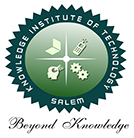 KNOWLEDGE INSTITUTE OF TECHNOLOGY
SALEM
Beyond Knowledge